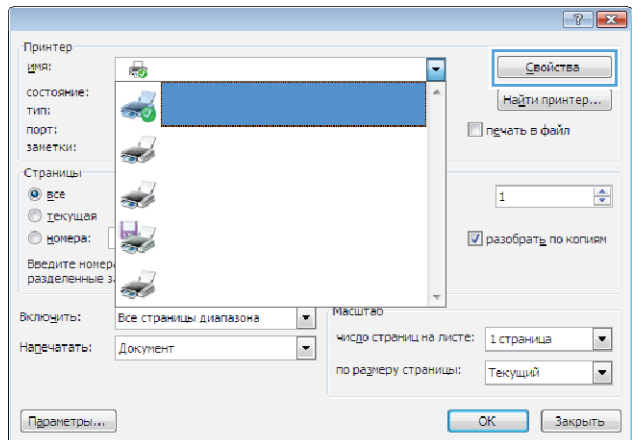 Принтер
имя:
Свойства
состояние:
Найти принтер...
тип:
порт:
печать в файл
заметки:
Страницы
все
1
текущая
номера:
разобрать по копиям
Введите
разделенные
Включить:
Все страницы диапазона
Масштаб
число страниц на листе:
1 страница
Напечатать:
Документ
по размеру страницы:
Текущий
Параметры...
ОК
Закрыть